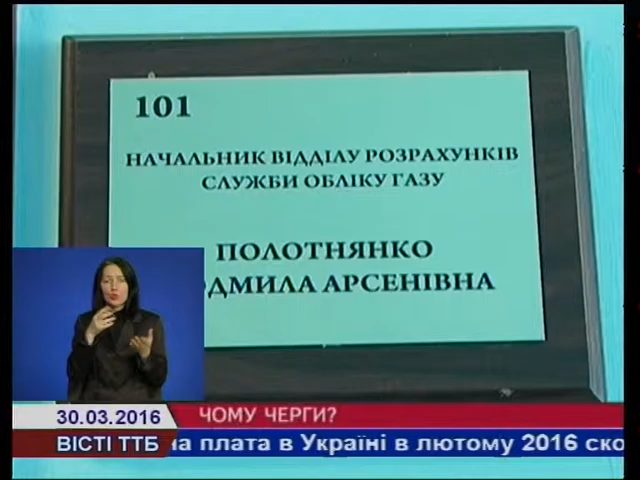 101
НАЧАЛЬНИК ВІДДІЛУ РОЗРАХУНКІВ
СЛУЖБИ ОБЛІКУ ГАЗУ
ПОЛОТНЯНКО
АРСЕНІВНА
30.03.2016
ЧОМУ ЧЕРГИ?
ВІСТІ ТТБ
плата в Україні в лютому 2016